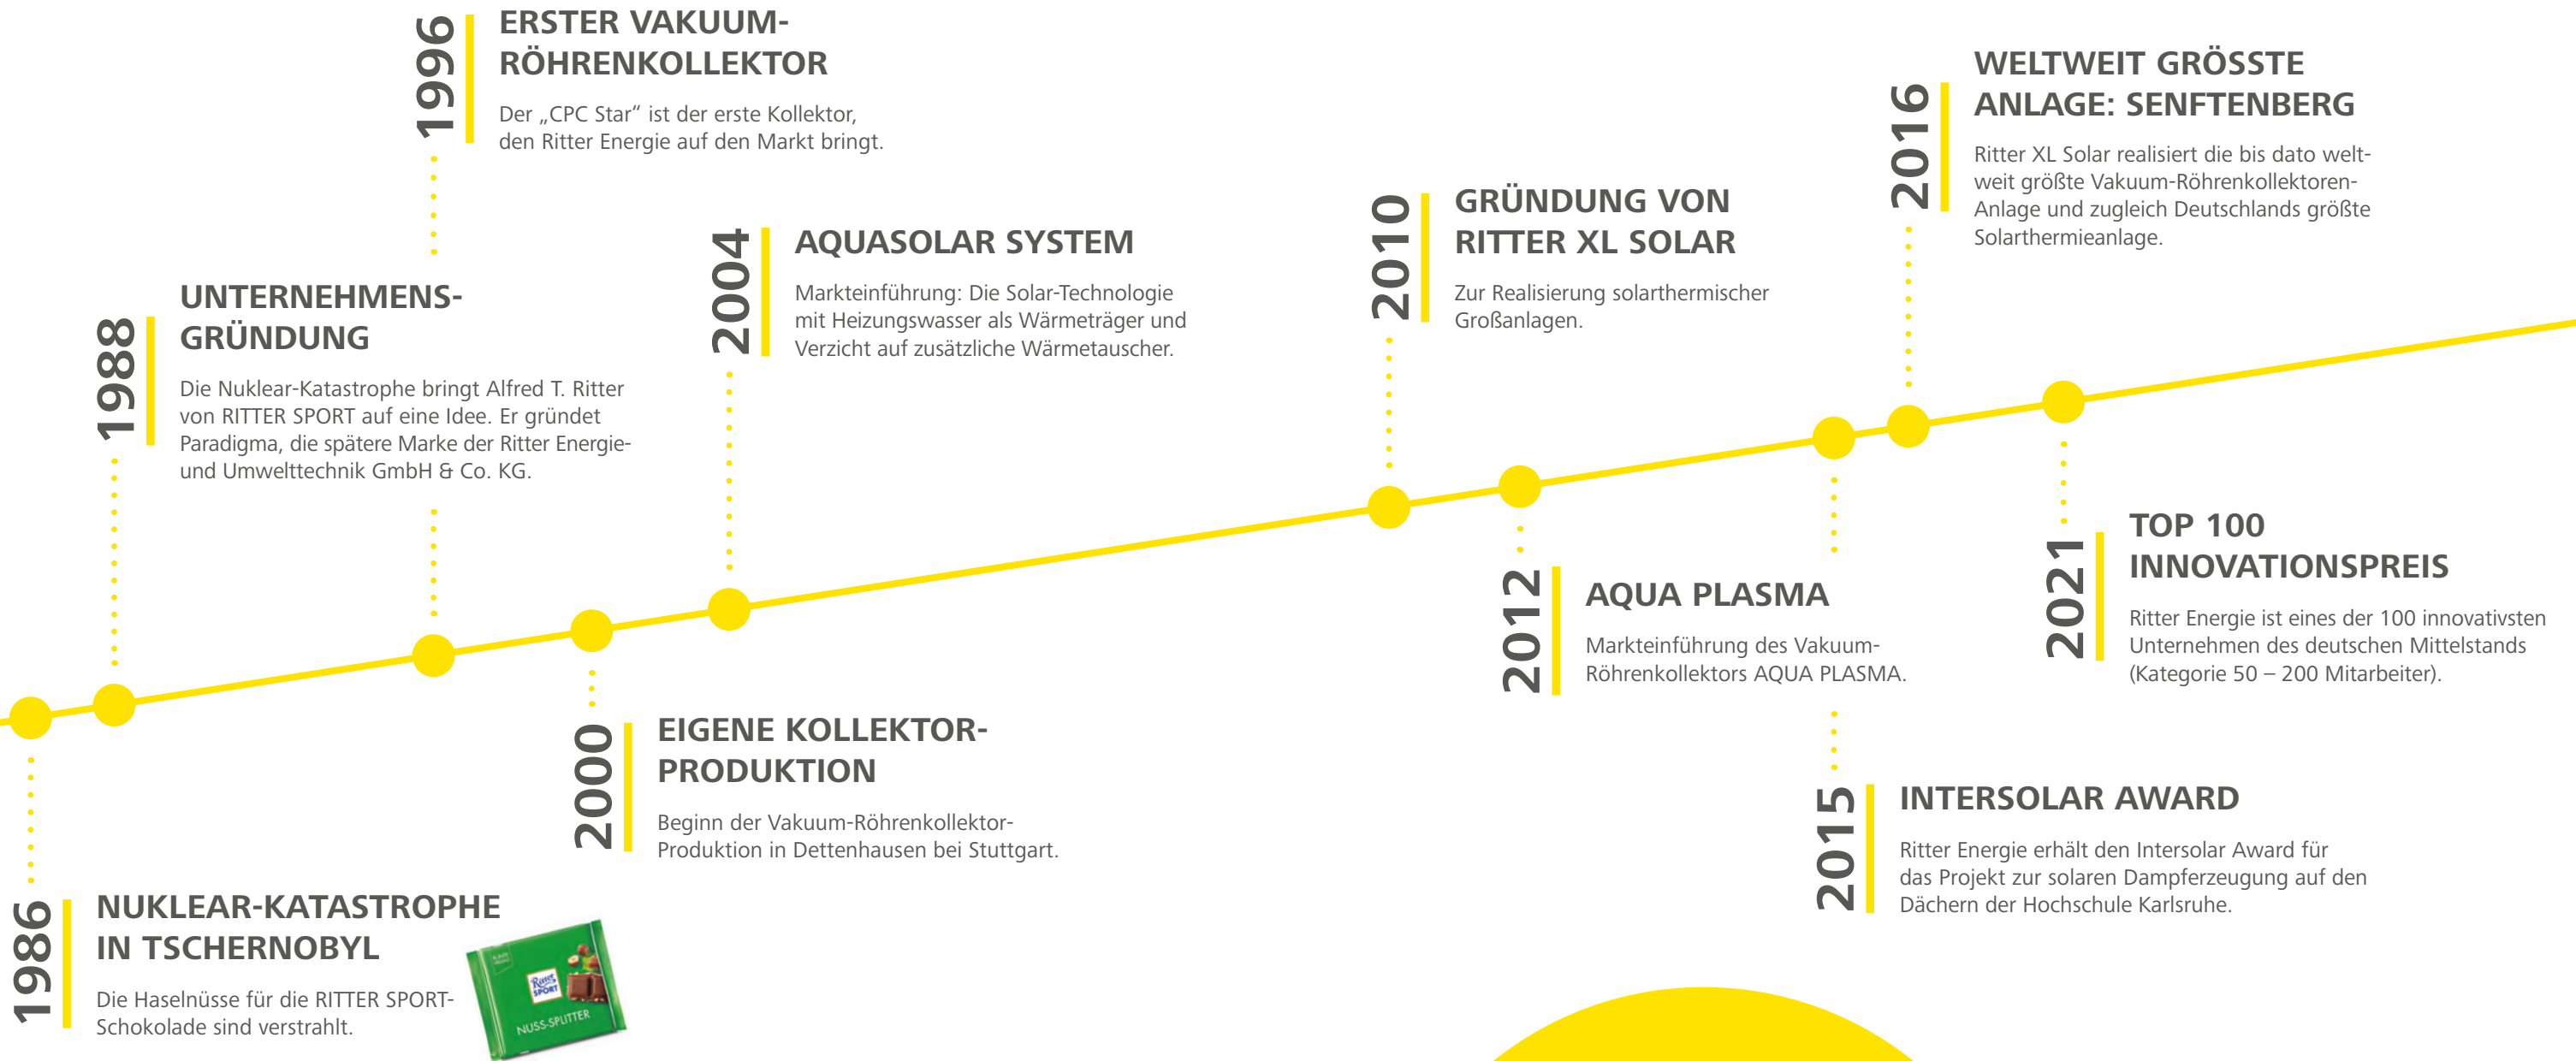 1986
NUKLEAR-KATASTROPHE
IN TSCHERNOBYL
Die Haselnüsse für die RITTER SPORT-
Schokolade sind verstrahlt.
Ritter
SPORT
NUSS-SPLITTER
1988
UNTERNEHMENS-
GRÜNDUNG
Die Nuklear-Katastrophe bringt Alfred T. Ritter
von RITTER SPORT auf eine Idee. Er gründet
Paradigma, die spätere Marke der Ritter Energie-
und Umwelttechnik GmbH & Co. KG.
1996
ERSTER VAKUUM-
RÖHRENKOLLEKTOR
Der „CPC Star“ ist der erste Kollektor,
den Ritter Energie auf den Markt bringt.
2000
EIGENE KOLLEKTOR-
PRODUKTION
Beginn der Vakuum-Röhrenkollektor-
Produktion in Dettenhausen bei Stuttgart.
2004
AQUASOLAR SYSTEM
Markteinführung: Die Solar-Technologie
mit Heizungswasser als Wärmeträger und
Verzicht auf zusätzliche Wärmetauscher.
2010
GRÜNDUNG VON
RITTER XL SOLAR
Zur Realisierung solarthermischer
Großanlagen.
2012
AQUA PLASMA
Markteinführung des Vakuum-
Röhrenkollektors AQUA PLASMA.
2015
INTERSOLAR AWARD
Ritter Energie erhält den Intersolar Award für
das Projekt zur solaren Dampferzeugung auf den
Dächern der Hochschule Karlsruhe.
2016
WELTWEIT GRÖSSTE
ANLAGE: SENFTENBERG
Ritter XL Solar realisiert die bis dato welt-
weit größte Vakuum-Röhrenkollektoren-
Anlage und zugleich Deutschlands größte
Solarthermieanlage.
2021
TOP 100
INNOVATIONSPREIS
Ritter Energie ist eines der 100 innovativsten
Unternehmen des deutschen Mittelstands
(Kategorie 50 – 200 Mitarbeiter).